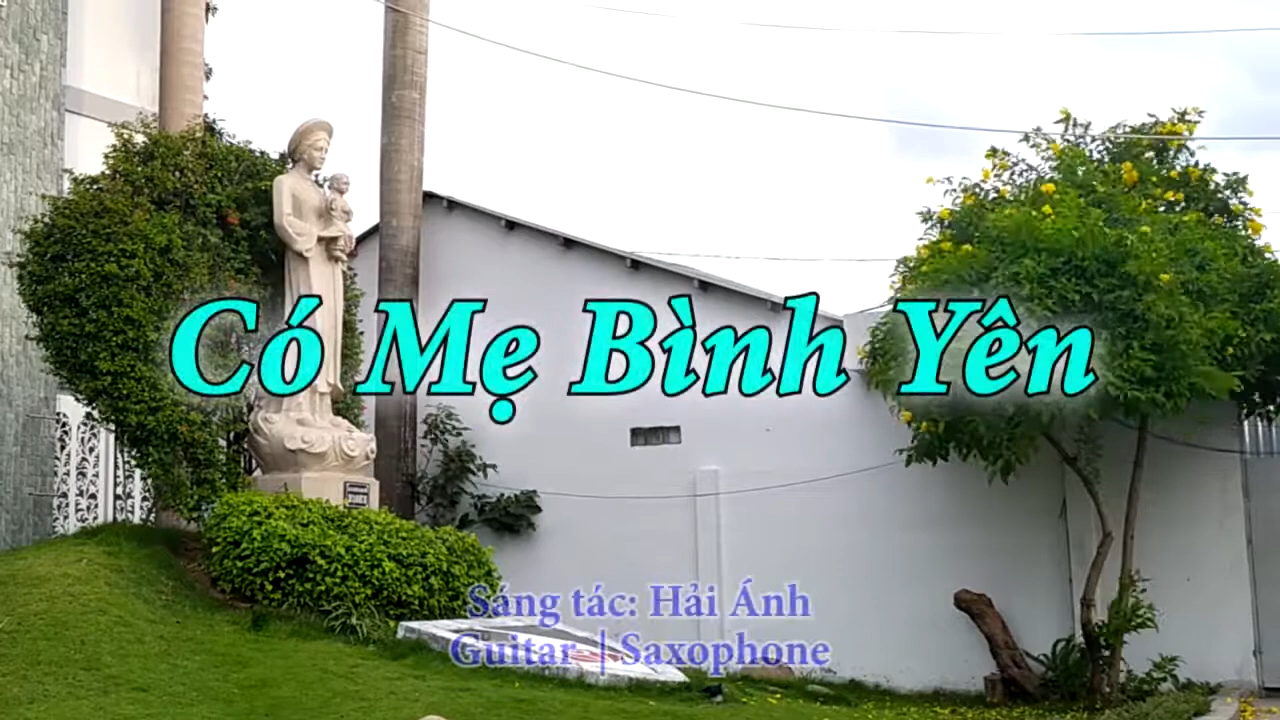 Có Mẹ Bình Yên
Sáng tác: Hải Ánh
Guitar | Saxophone